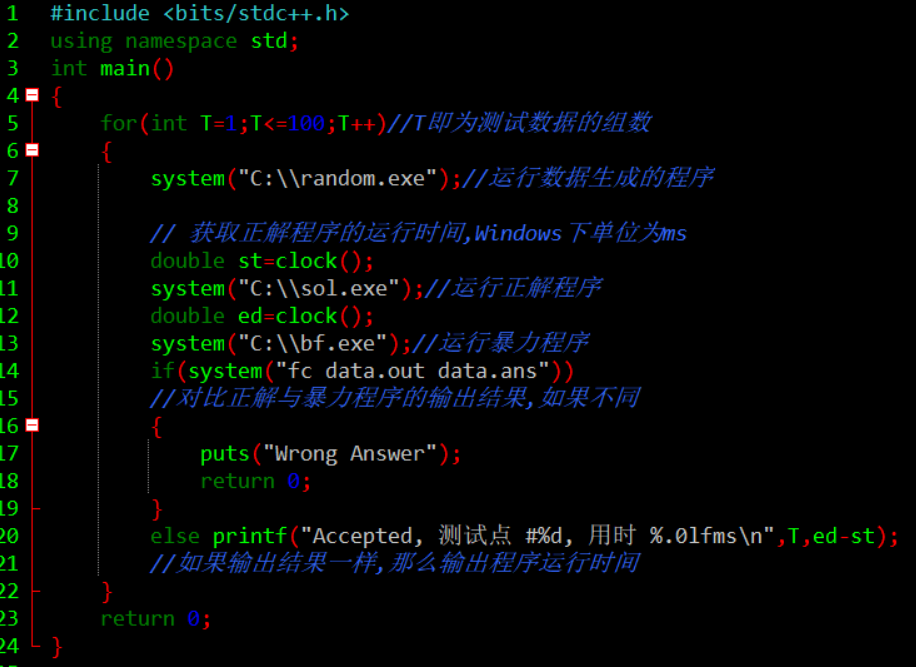 1 #include <bits/stdc++.h>
2 using namespace std;
3 int main()
4 {
5     for(int T=1;T<=100;T++)//T即为测试数据的组数
6     {
7         system("C:\\random.exe");//运行数据生成的程序
8
9         // 获取正解程序的运行时间,Windows下单位为ms
10         double st=clock();
11         system("C:\\sol.exe");//运行正解程序
12         double ed=clock();
13         system("C:\\bf.exe");//运行暴力程序
14         if(system("fc data.out data.ans"))
15         //对比正解与暴力程序的输出结果,如果不同
16         {
17             puts("Wrong Answer");
18             return 0;
19         }
20         else printf("Accepted, 测试点 #%d, 用时 %.0lfms\n",T,ed-st);
21         //如果输出结果一样,那么输出程序运行时间
22     }
23     return 0;
24 }